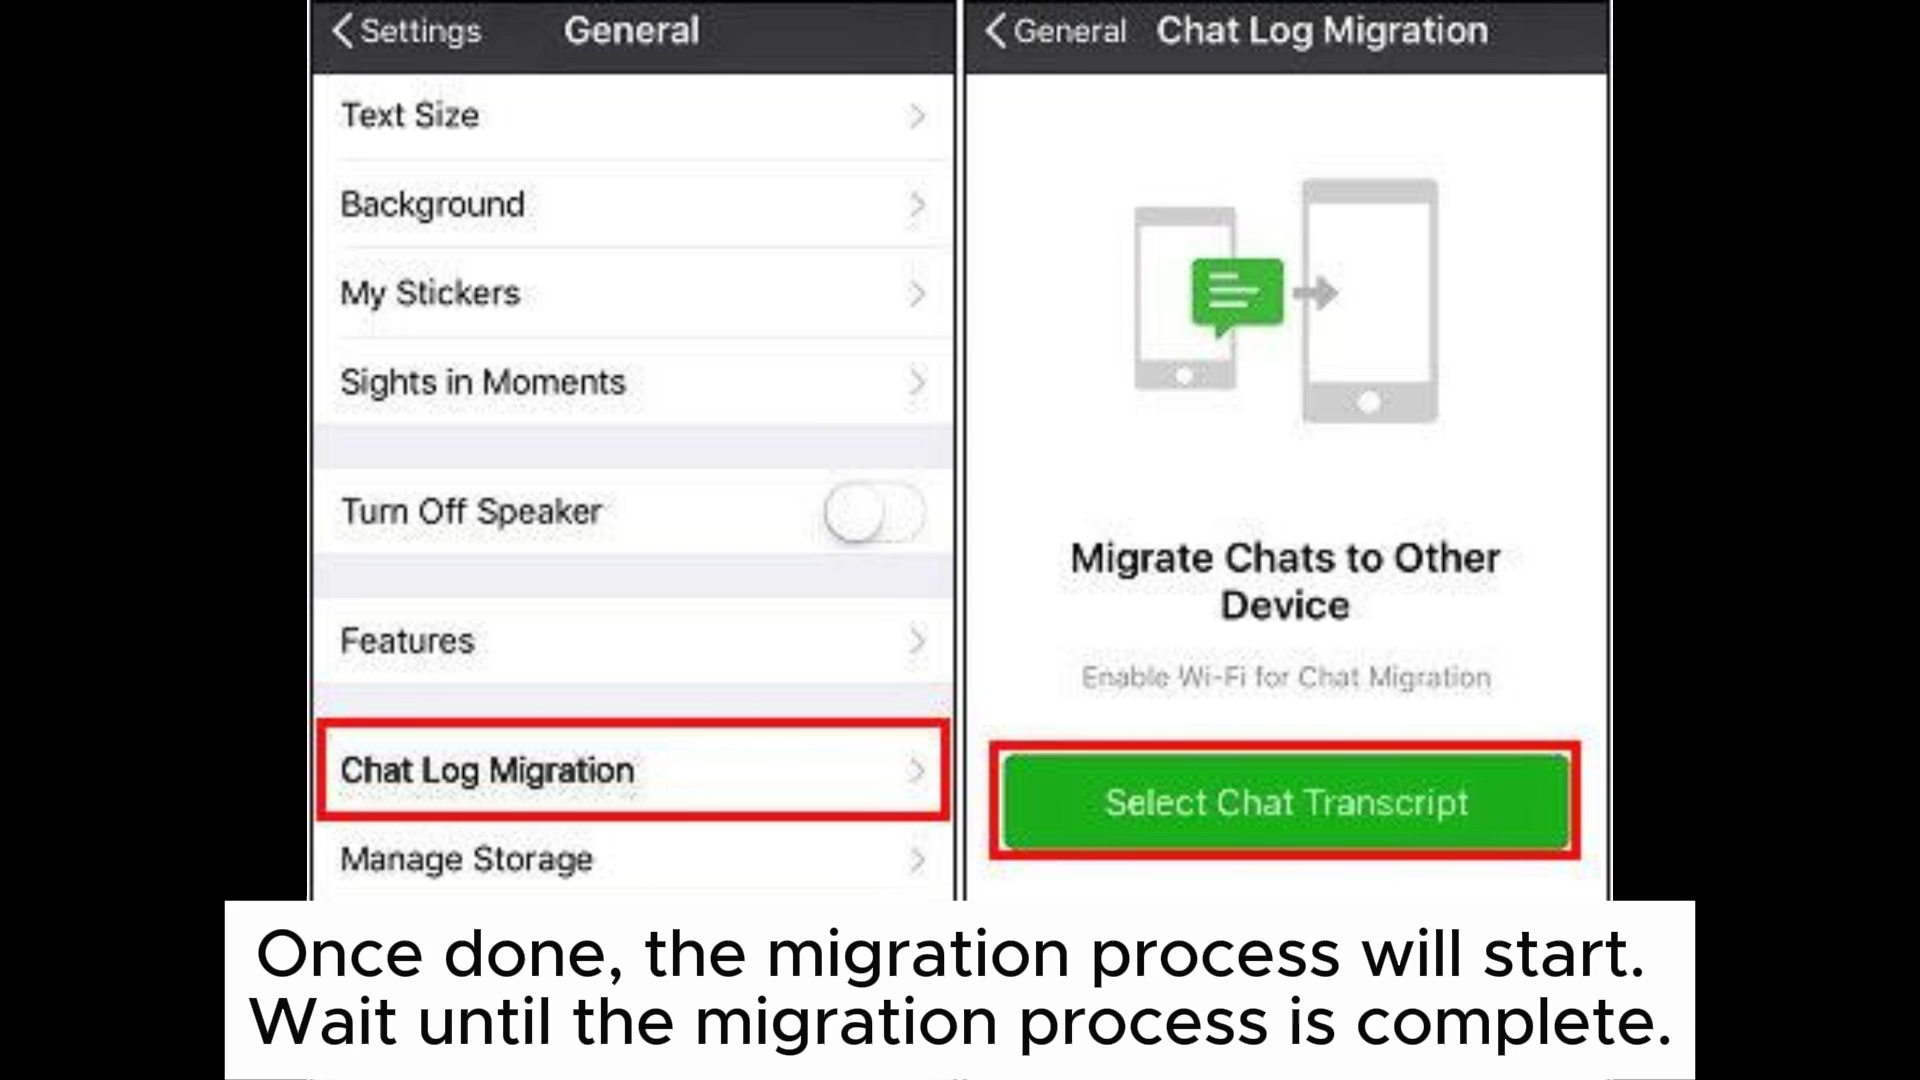 Settings
General
Text Size
Background
My Stickers
Sights in Moments
Turn Off Speaker
Features
Chat Log Migration
Manage Storage
General
Chat Log Migration
Migrate Chats to Other
Device
Enable Wi-Fi for Chat Migration
Select Chat Transcript
Once done, the migration process will start.
Wait until the migration process is complete.